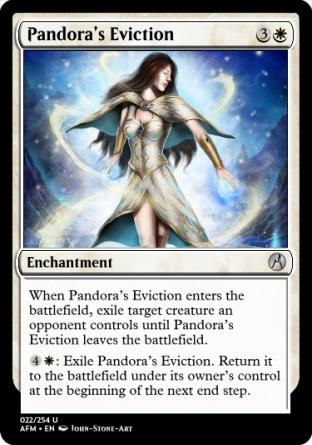 Pandora's Eviction 3
Enchantment
When Pandora's Eviction enters the
battlefield, exile target creature an
opponent controls until Pandora's
Eviction leaves the battlefield.
4 : Exile Pandora's Eviction. Return it
to the battlefield under its owner's control
at the beginning of the next end step.
022/254 U
AFM • EN John-Stone-Art